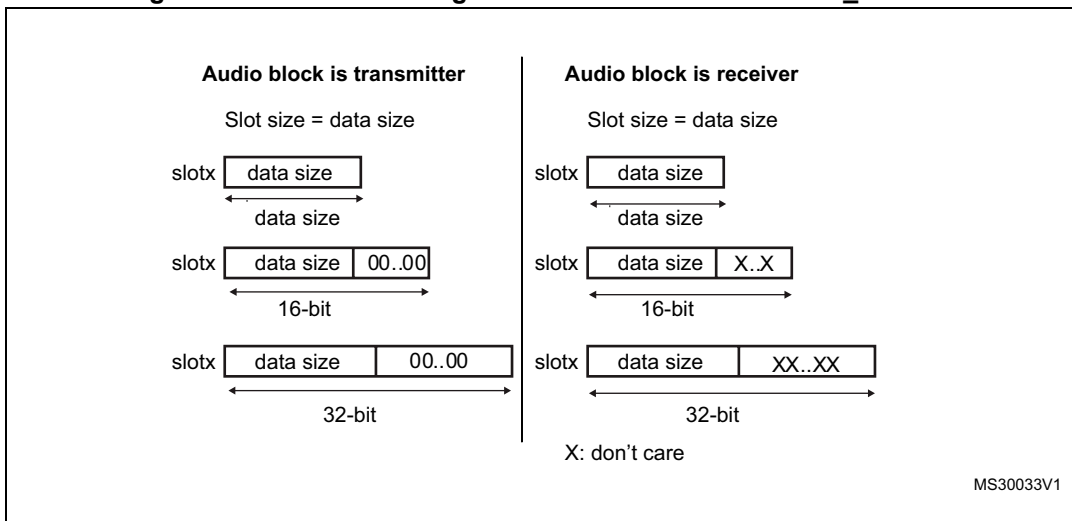 Audio block is transmitter
Slot size = data size
slotx data size
data size
slotx data size 00..00
16-bit
slotx data size 00..00
32-bit
Audio block is receiver
Slot size = data size
slotx data size
data size
slotx data size X..X
16-bit
slotx data size XX..XX
32-bit
X: don’t care
MS30033V1